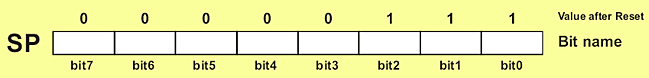 0 0 0 0 0 1 1 1 Value after Reset
SP Bit name
bit7 bit6 bit5 bit4 bit3 bit2 bit1 bit0